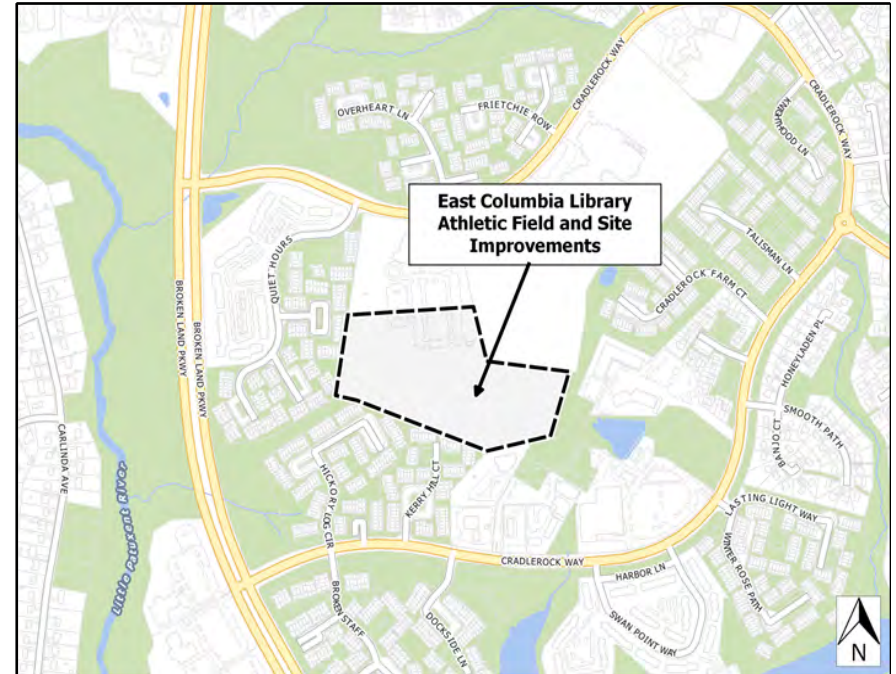 CRADLEROCK WAY
OVERHEART LN
FRIETCHIE ROW
CRADLEROCK WAY
KNIGHTWOOD LN
East Columbia Library
Athletic Field and Site
Improvements
QUIET HOURS
TALISMAN LN
CRADLEROCK FARM CT
BROKEN LAND PKWY
BROKEN LAND PKWY
HONEYLADEN PL
SMOOTH PATH
BANJO CT
CARLINDA AVE
HICKORY LOG CIR
KERRY HILL CT
Little Patuxent River
LASTING LIGHT WAY
WINTER ROSE PATH
CRADLEROCK WAY
HARBOR LN
BROKEN STAFF
DOCKSIDE LN
SWAN POINT WAY
N